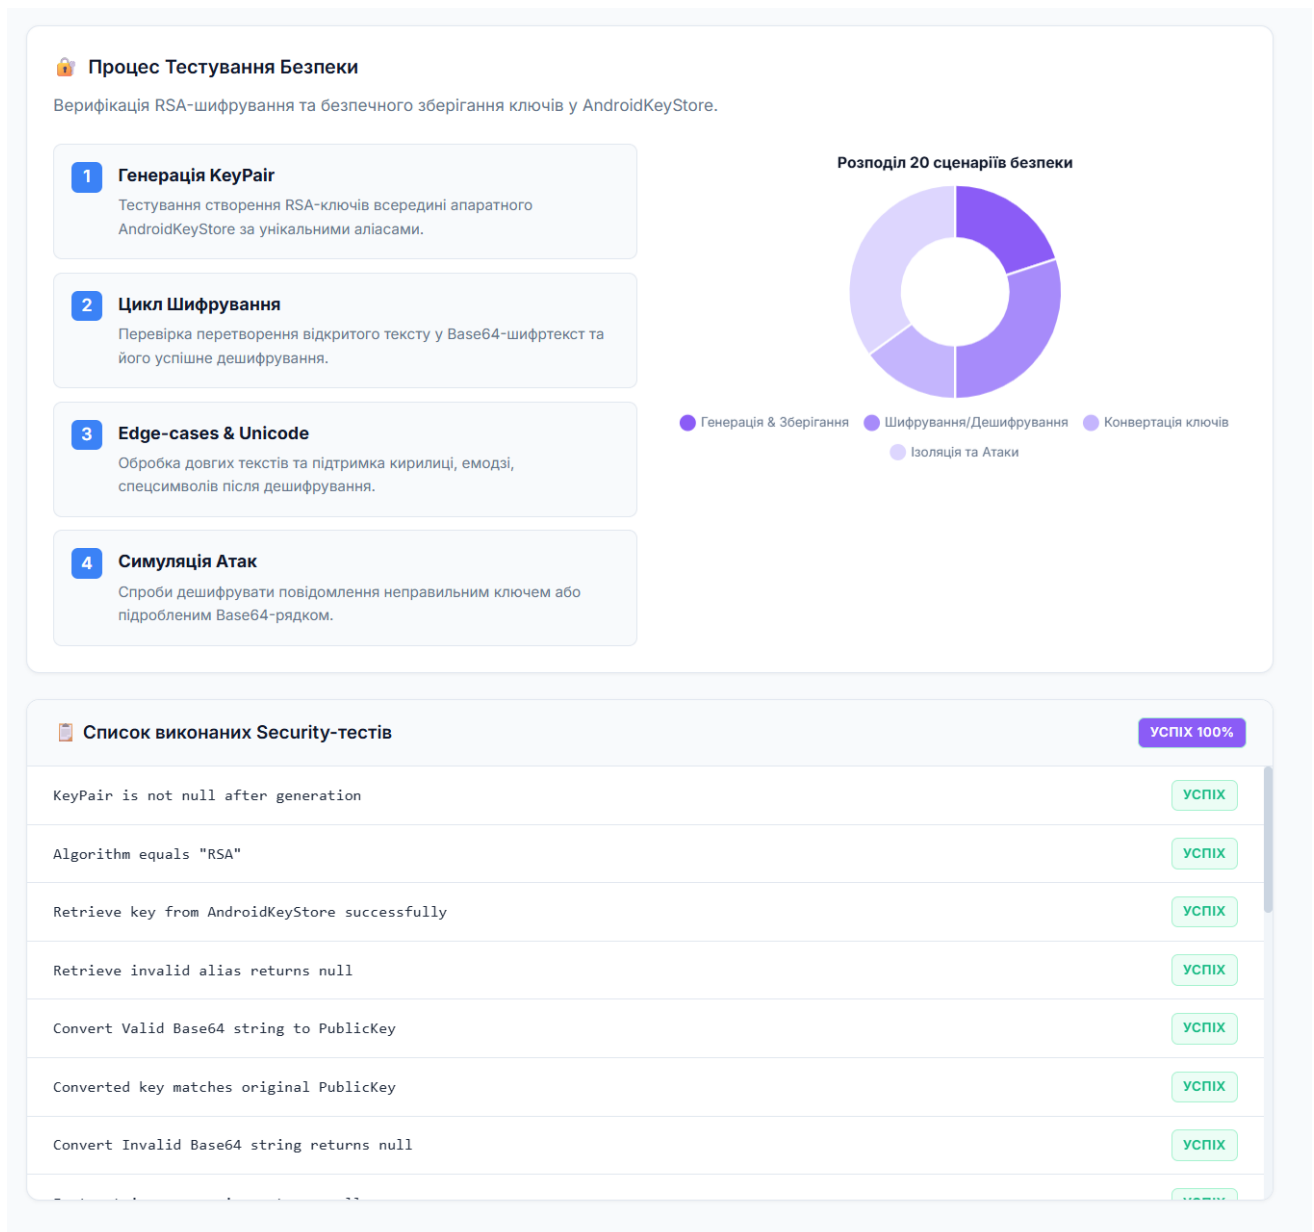 Процес Тестування Безпеки
Верифікація RSA-шифрування та безпечного зберігання ключів у AndroidKeyStore.
1
Генерація KeyPair
Тестування створення RSA-ключів всередині апаратного
AndroidKeyStore за унікальними аліасами.
2
Цикл Шифрування
Перевірка перетворення відкритого тексту у Base64-шифртекст та
його успішне дешифрування.
3
Edge-cases & Unicode
Обробка довгих текстів та підтримка кирилиці, емодзі,
спецсимволів після дешифрування.
4
Симуляція Атак
Спроби дешифрувати повідомлення неправильним ключем або
підробленим Base64-рядком.
Розподіл 20 сценаріїв безпеки
Генерація & Зберігання Шифрування/Дешифрування Конвертація ключів
Ізоляція та Атаки
Список виконаних Security-тестів УСПІХ 100%
KeyPair is not null after generation УСПІХ
Algorithm equals "RSA" УСПІХ
Retrieve key from AndroidKeyStore successfully УСПІХ
Retrieve invalid alias returns null УСПІХ
Convert Valid Base64 string to PublicKey УСПІХ
Converted key matches original PublicKey УСПІХ
Convert Invalid Base64 string returns null УСПІХ